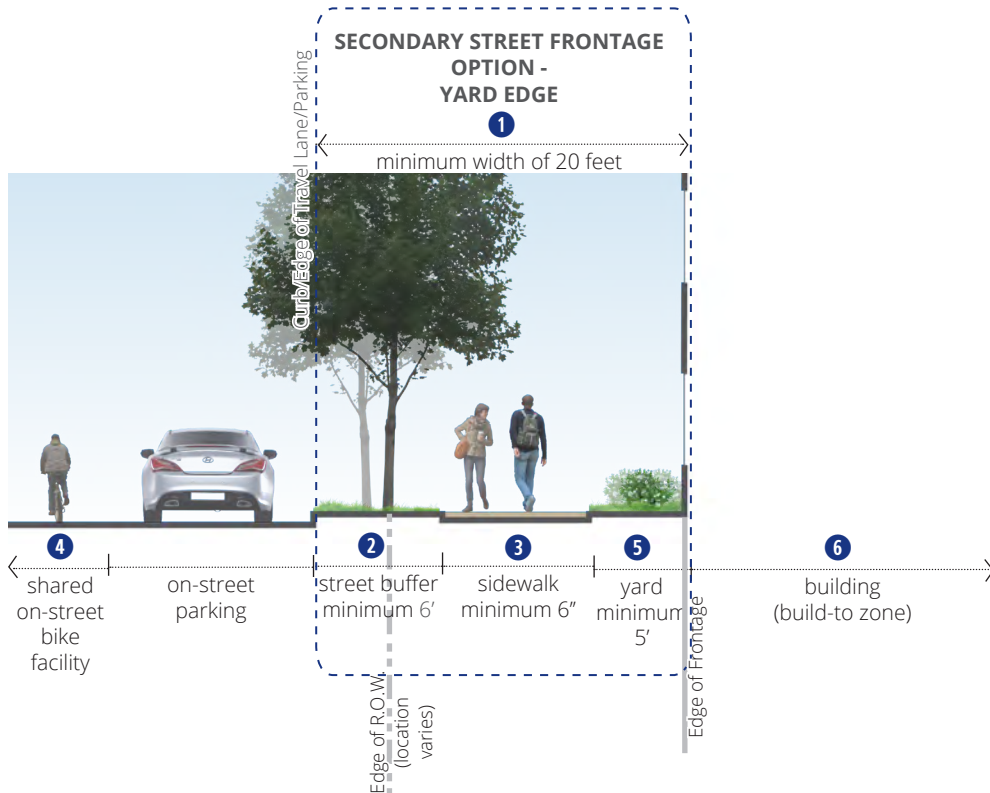 SECONDARY STREET FRONTAGE
OPTION -
YARD EDGE
1
minimum width of 20 feet
Curb/Edge of Travel Lane/Parking
4
shared
on-street
bike
facility
on-street
parking
2
street buffer
minimum 6'
3
sidewalk
minimum 6"
5
yard
minimum
5'
6
building
(build-to zone)
Edge of R.O.W.
(location
varies)
Edge of Frontage